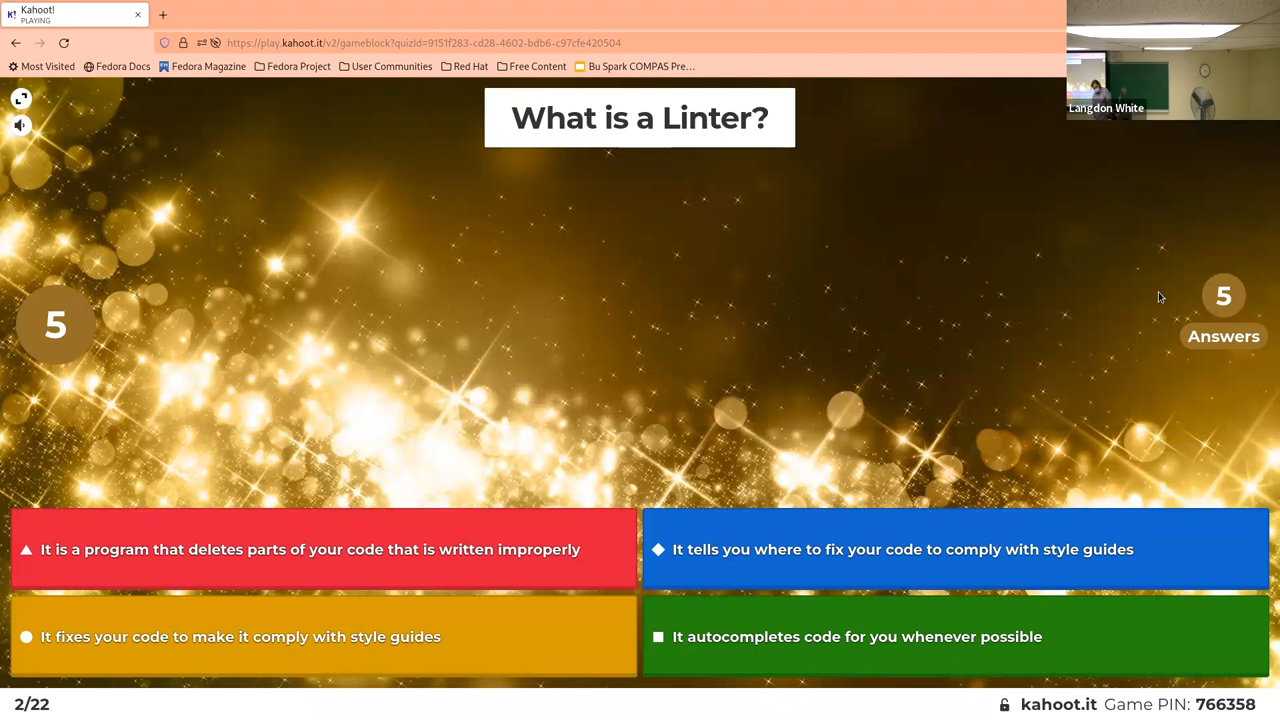 Kahoot!
PLAYING
https://play.kahoot.it/v2/gameblock?quizId=9151f283-cd28-4602-bdb6-c97cfe420504
Most Visited Fedora Docs Fedora Magazine Fedora Project User Communities Red Hat Free Content Bu Spark COMPAS Pre...
Langdon White
What is a Linter?
5
5
Answers
It is a program that deletes parts of your code that is written improperly
It tells you where to fix your code to comply with style guides
It fixes your code to make it comply with style guides
It autocompletes code for you whenever possible
2/22
kahoot.it Game PIN: 766358